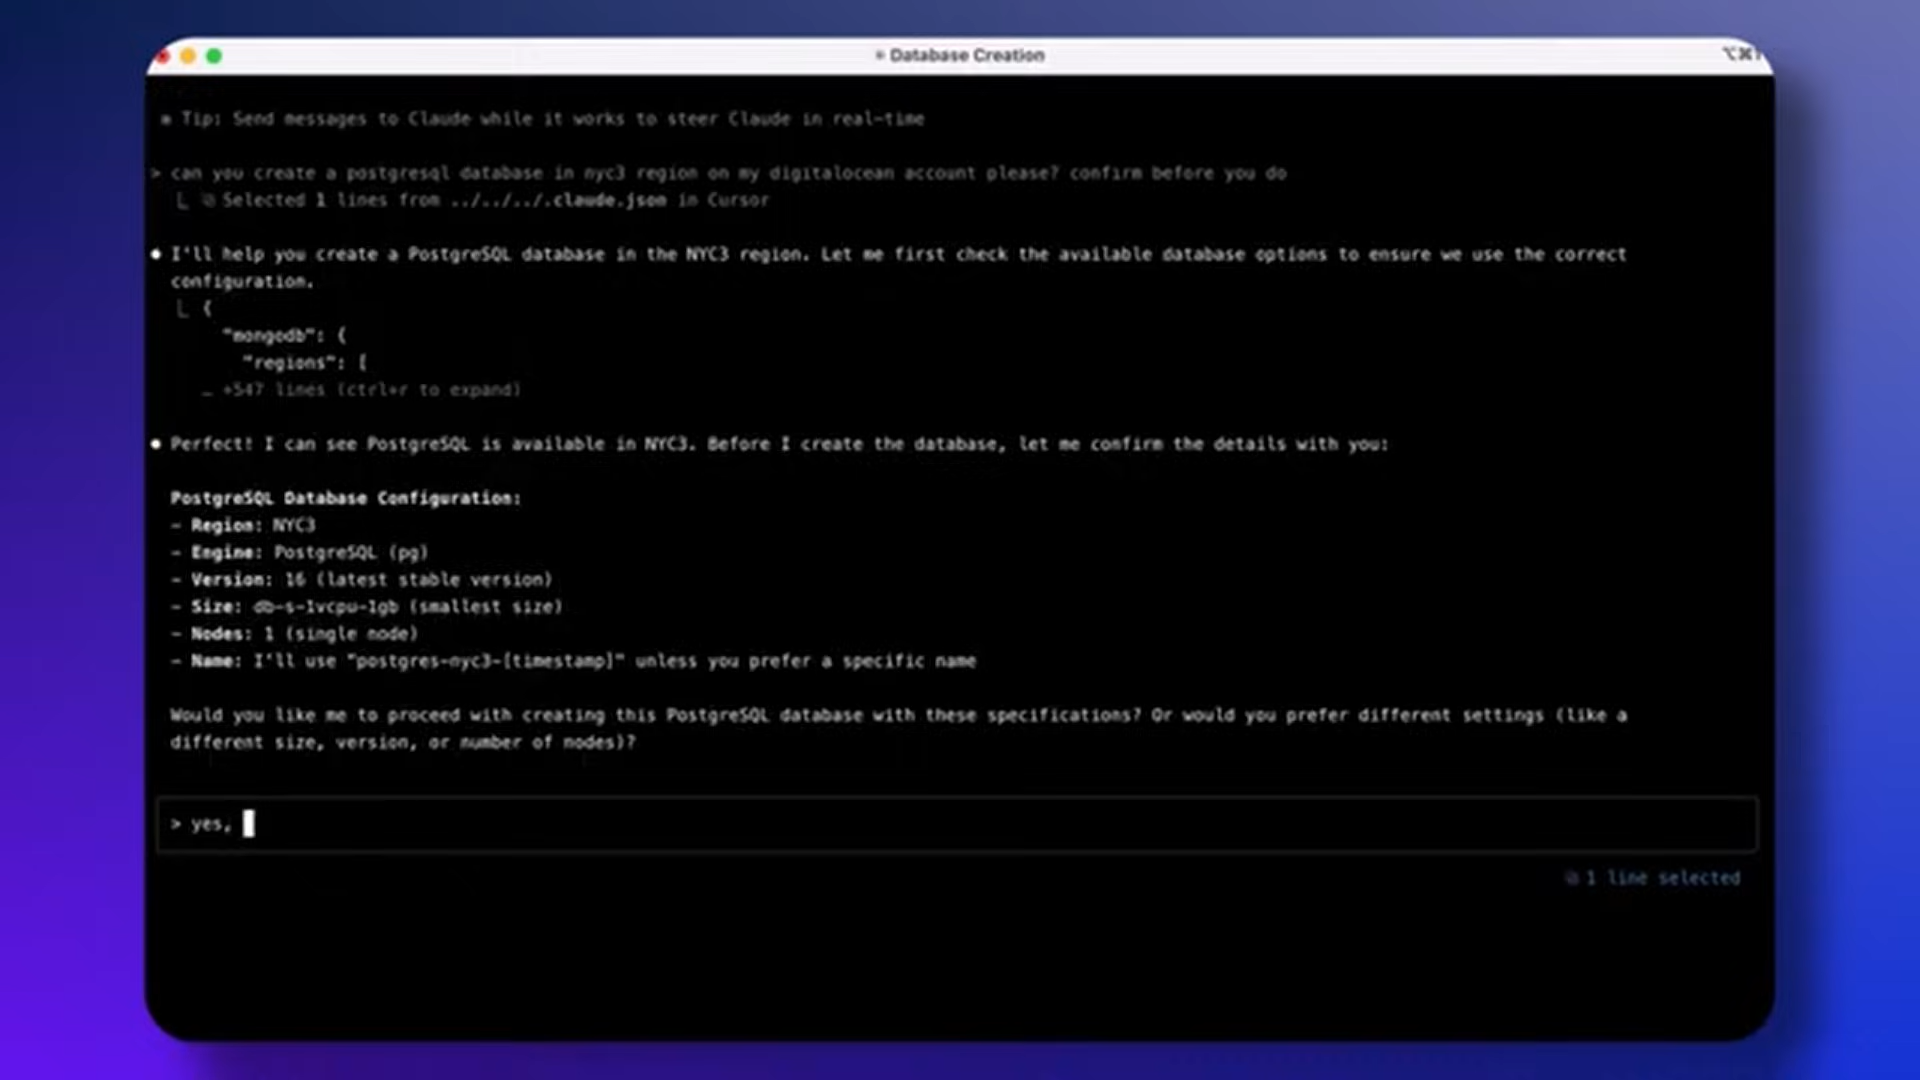 Database Creation
Tip: Send messages to Claude while it works to steer Claude in real-time
> can you create a postgresql database in nyc3 region on my digitalocean account please? confirm before you do
Selected 1 lines from ../../../.claude.json in Cursor
● I'll help you create a PostgreSQL database in the NYC3 region. Let me first check the available database options to ensure we use the correct
configuration.
{
"mongodb": {
"regions": [
… +547 lines (ctrl+r to expand)
● Perfect! I can see PostgreSQL is available in NYC3. Before I create the database, let me confirm the details with you:
PostgreSQL Database Configuration:
- Region: NYC3
- Engine: PostgreSQL (pg)
- Version: 16 (latest stable version)
- Size: db-s-1vcpu-1gb (smallest size)
- Nodes: 1 (single node)
- Name: I'll use "postgres-nyc3-[timestamp]" unless you prefer a specific name
Would you like me to proceed with creating this PostgreSQL database with these specifications? Or would you prefer different settings (like a
different size, version, or number of nodes)?
> yes,
1 line selected